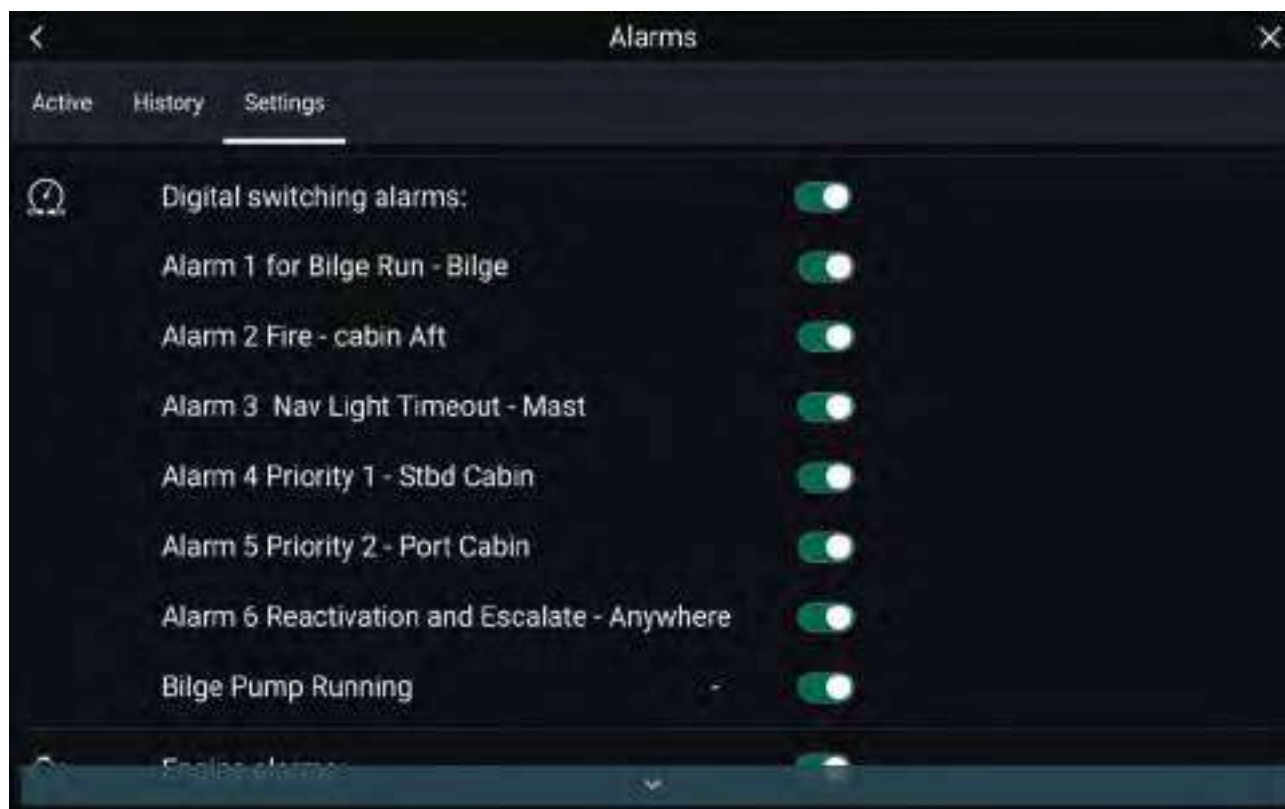 Alarms
Active History Settings
Digital switching alarms:
Alarm 1 for Bilge Run - Bilge
Alarm 2 Fire - cabin Aft
Alarm 3 Nav Light Timeout - Mast
Alarm 4 Priority 1 - Stbd Cabin
Alarm 5 Priority 2 - Port Cabin
Alarm 6 Reactivation and Escalate - Anywhere
Bilge Pump Running -
Engine alarms: